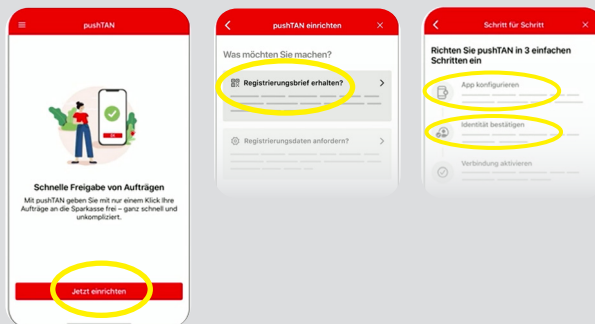 pushTAN
Schnelle Freigabe von Aufträgen
Mit pushTAN geben Sie mit nur einem Klick Ihre
Aufträge an die Sparkasse frei – ganz schnell und
unkompliziert.
Jetzt einrichten
pushTAN einrichten
Was möchten Sie machen?
Registrierungsbrief erhalten?
Registrierungsdaten anfordern?
Schritt für Schritt
Richten Sie pushTAN in 3 einfachen
Schritten ein
App konfigurieren
Identität bestätigen
Verbindung aktivieren